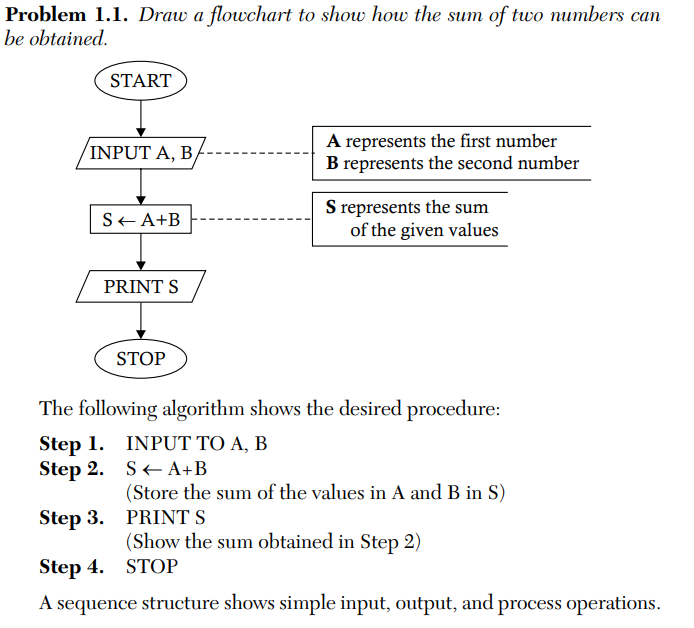 Problem 1.1. Draw a flowchart to show how the sum of two numbers can
be obtained.
START
INPUT A, B
A represents the first number
B represents the second number
S ← A+B
S represents the sum
of the given values
PRINT S
STOP
The following algorithm shows the desired procedure:
Step 1. INPUT TO A, B
Step 2. S ← A+B
(Store the sum of the values in A and B in S)
Step 3. PRINT S
(Show the sum obtained in Step 2)
Step 4. STOP
A sequence structure shows simple input, output, and process operations.